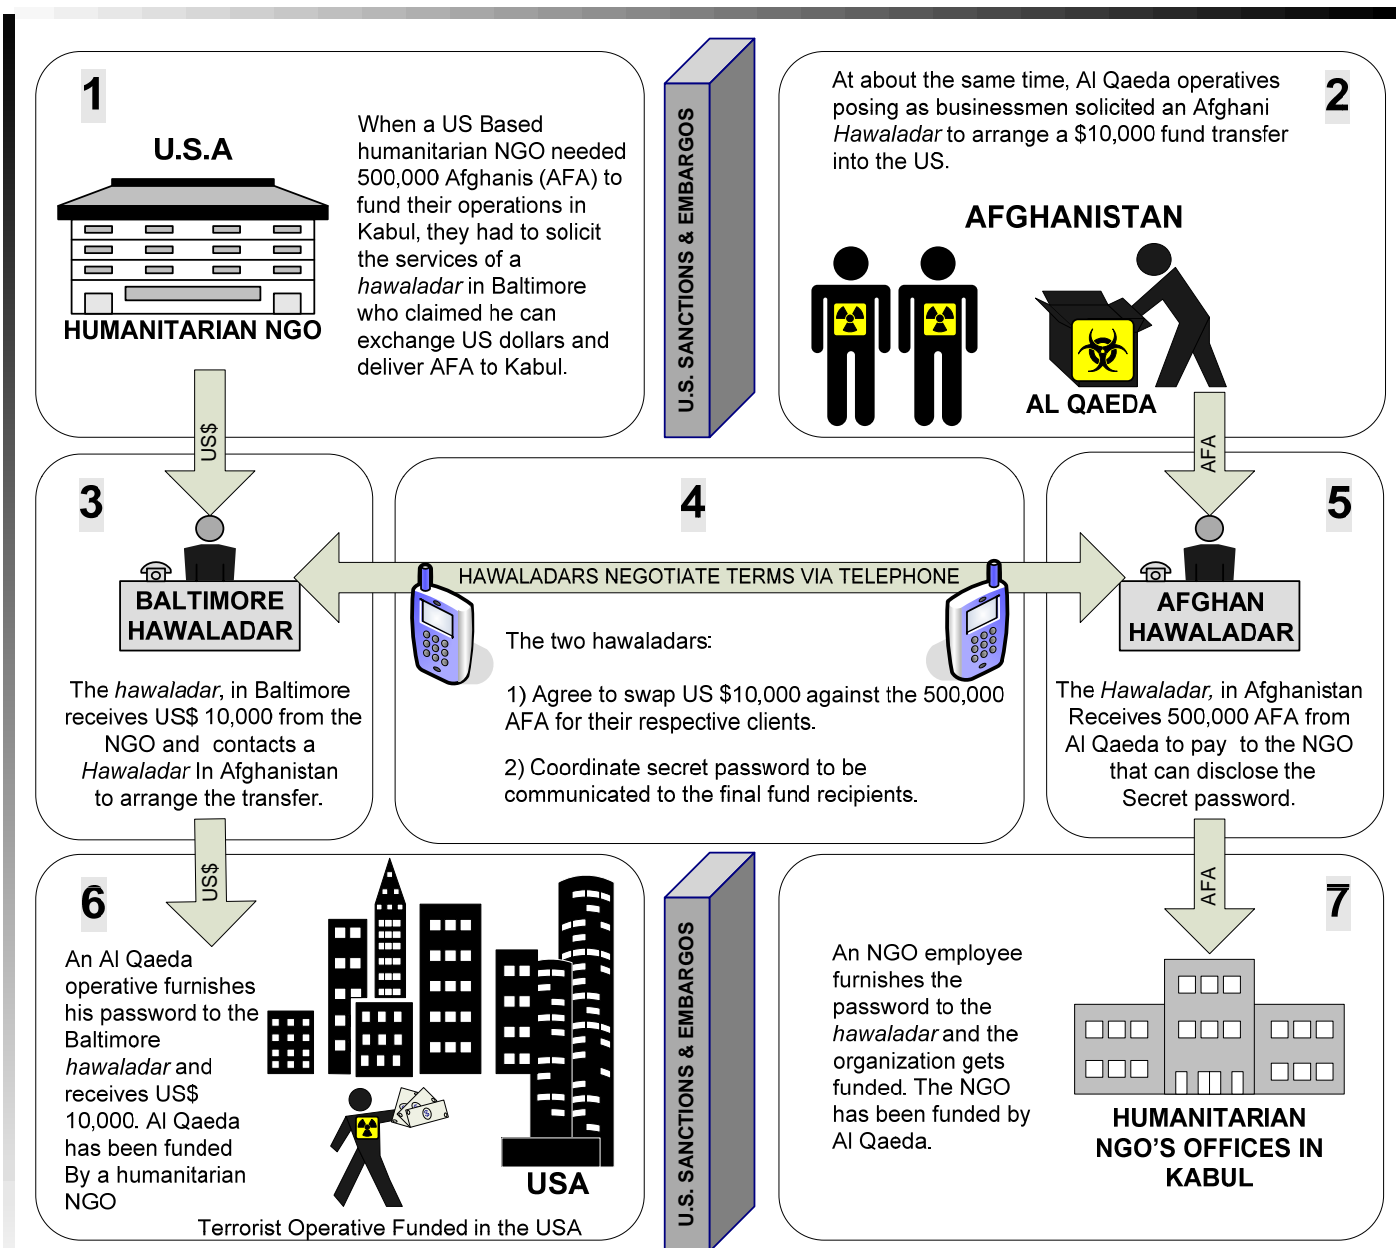 1
U.S.A
HUMANITARIAN NGO
When a US Based
humanitarian NGO needed
500,000 Afghanis (AFA) to
fund their operations in
Kabul, they had to solicit
the services of a
hawaladar in Baltimore
who claimed he can
exchange US dollars and
deliver AFA to Kabul.
US$
U.S. SANCTIONS & EMBARGOS
2
At about the same time, Al Qaeda operatives
posing as businessmen solicited an Afghani
Hawaladar to arrange a $10,000 fund transfer
into the US.
AFGHANISTAN
AL QAEDA
AFA
3
BALTIMORE
HAWALADAR
The hawaladar, in Baltimore
receives US$ 10,000 from the
NGO and contacts a
Hawaladar In Afghanistan
to arrange the transfer.
US$
4
HAWALADARS NEGOTIATE TERMS VIA TELEPHONE
The two hawaladars:
1) Agree to swap US $10,000 against the 500,000
AFA for their respective clients.
2) Coordinate secret password to be
communicated to the final fund recipients.
5
AFGHAN
HAWALADAR
The Hawaladar, in Afghanistan
Receives 500,000 AFA from
Al Qaeda to pay to the NGO
that can disclose the
Secret password.
AFA
6
An Al Qaeda
operative furnishes
his password to the
Baltimore
hawaladar and
receives US$
10,000. Al Qaeda
has been funded
By a humanitarian
NGO
USA
Terrorist Operative Funded in the USA
U.S. SANCTIONS & EMBARGOS
7
An NGO employee
furnishes the
password to the
hawaladar and the
organization gets
funded. The NGO
has been funded by
Al Qaeda.
HUMANITARIAN
NGO'S OFFICES IN
KABUL